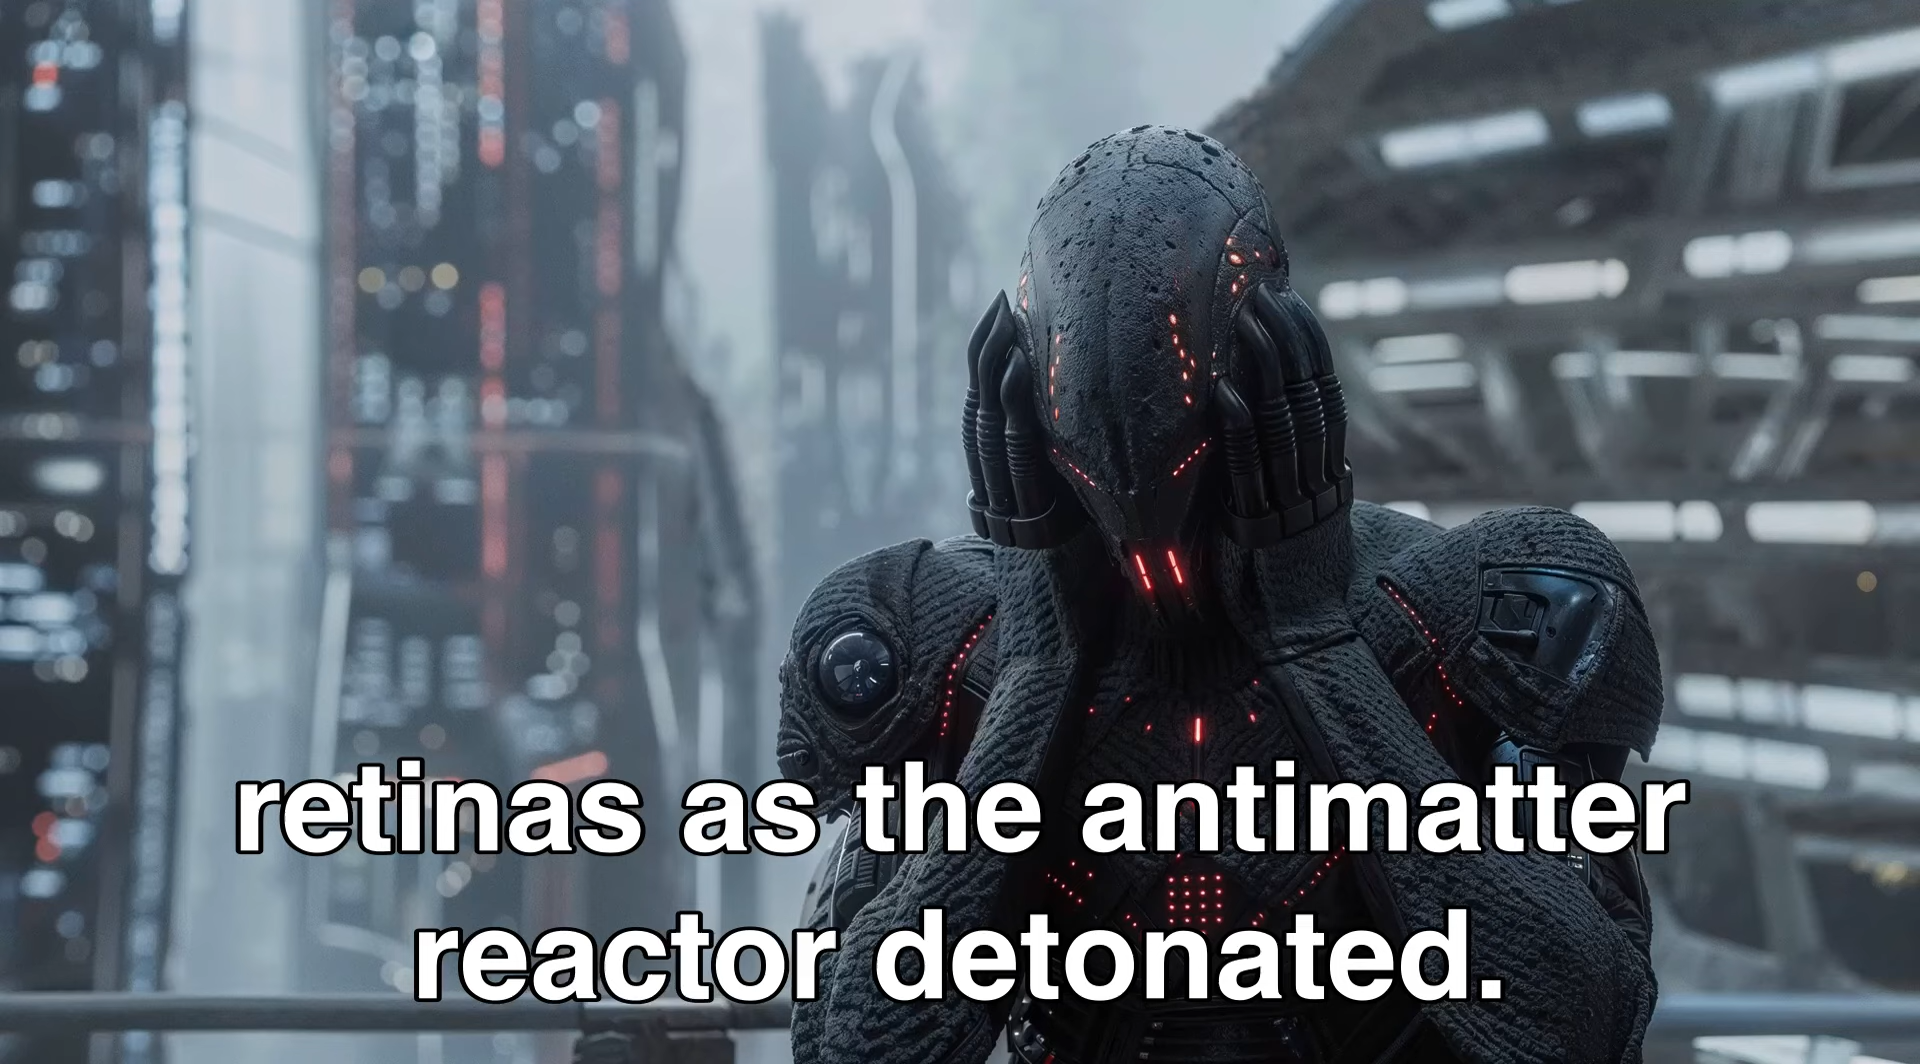 retinas as the antimatter
reactor detonated.